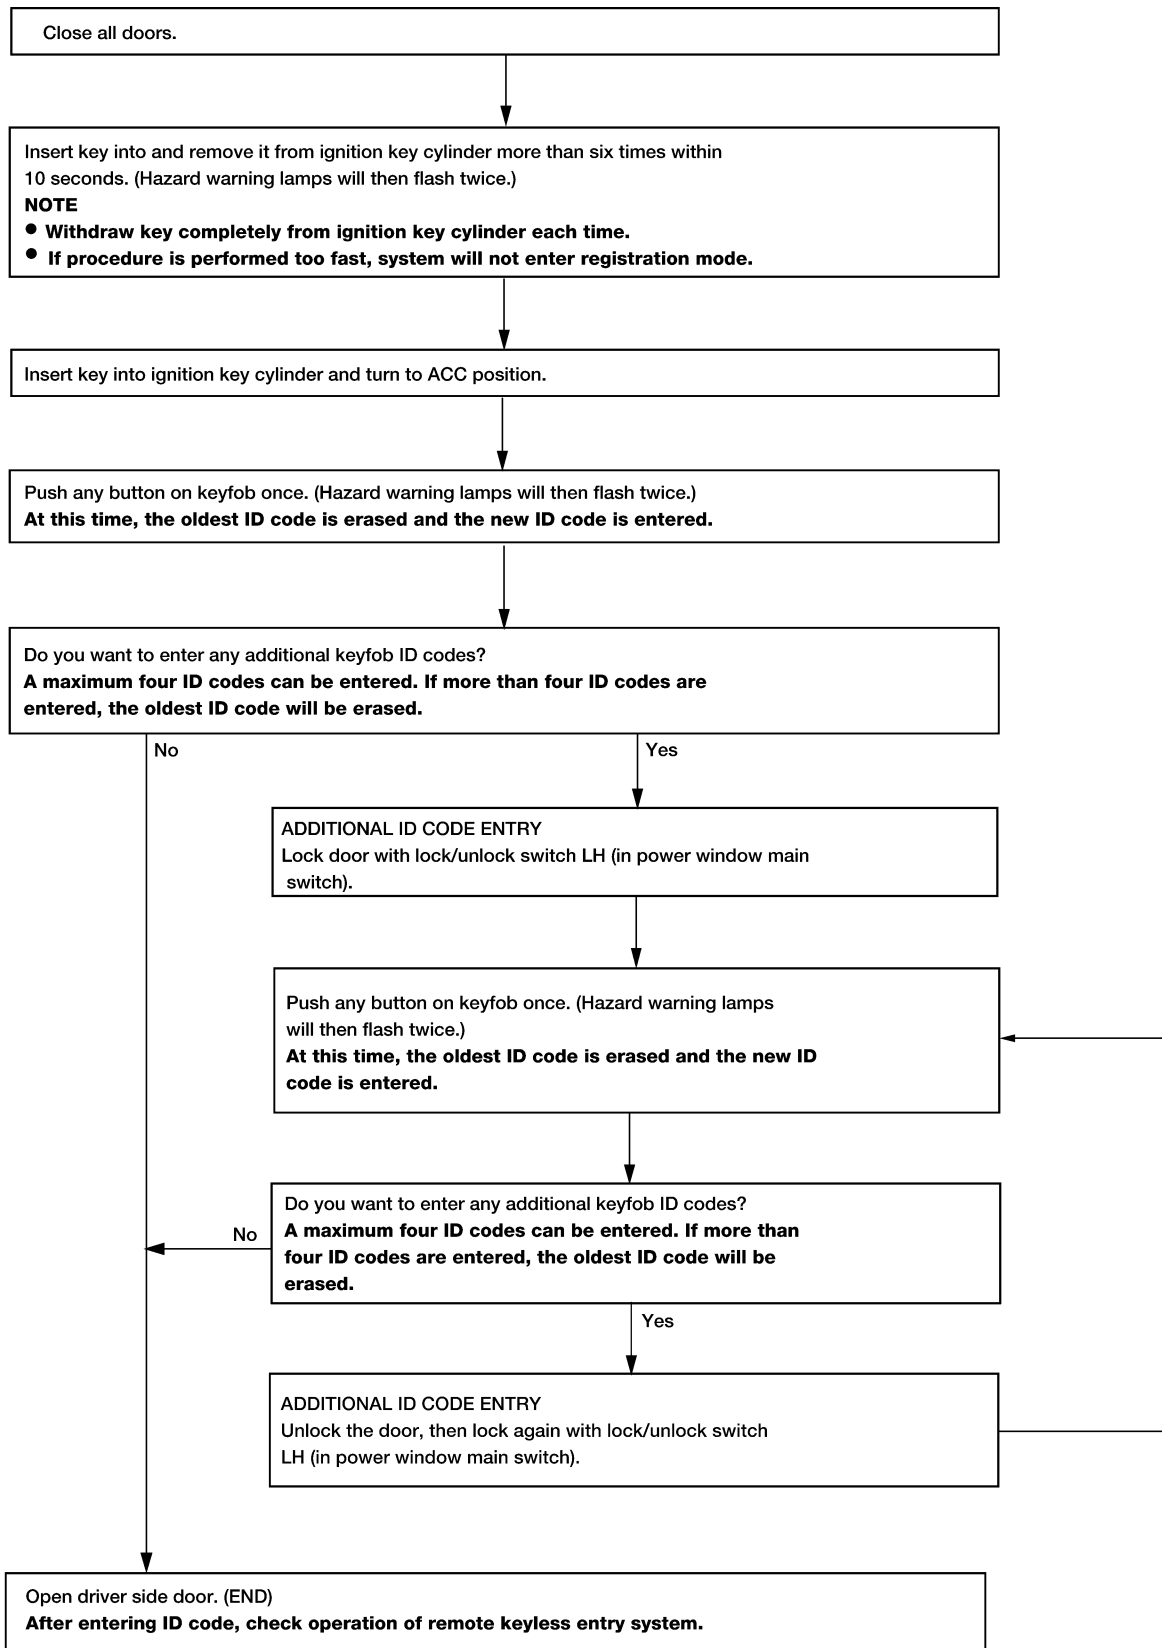 Close all doors.
Insert key into and remove it from ignition key cylinder more than six times within
10 seconds. (Hazard warning lamps will then flash twice.)
NOTE
● Withdraw key completely from ignition key cylinder each time.
● If procedure is performed too fast, system will not enter registration mode.
Insert key into ignition key cylinder and turn to ACC position.
Push any button on keyfob once. (Hazard warning lamps will then flash twice.)
At this time, the oldest ID code is erased and the new ID code is entered.
Do you want to enter any additional keyfob ID codes?
A maximum four ID codes can be entered. If more than four ID codes are
entered, the oldest ID code will be erased.
No
Yes
ADDITIONAL ID CODE ENTRY
Lock door with lock/unlock switch LH (in power window main
switch).
Push any button on keyfob once. (Hazard warning lamps
will then flash twice.)
At this time, the oldest ID code is erased and the new ID
code is entered.
Do you want to enter any additional keyfob ID codes?
A maximum four ID codes can be entered. If more than
four ID codes are entered, the oldest ID code will be
erased.
No
Yes
ADDITIONAL ID CODE ENTRY
Unlock the door, then lock again with lock/unlock switch
LH (in power window main switch).
Open driver side door. (END)
After entering ID code, check operation of remote keyless entry system.